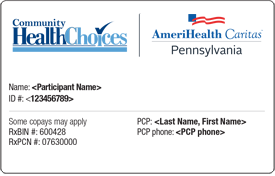 Community
HealthChoices
AmeriHealth Caritas
Pennsylvania
Name: <Participant Name>
ID #: <123456789>
Some copays may apply
RxBIN #: 600428
RxPCN #: 07630000
PCP: <Last Name, First Name>
PCP phone: <PCP phone>